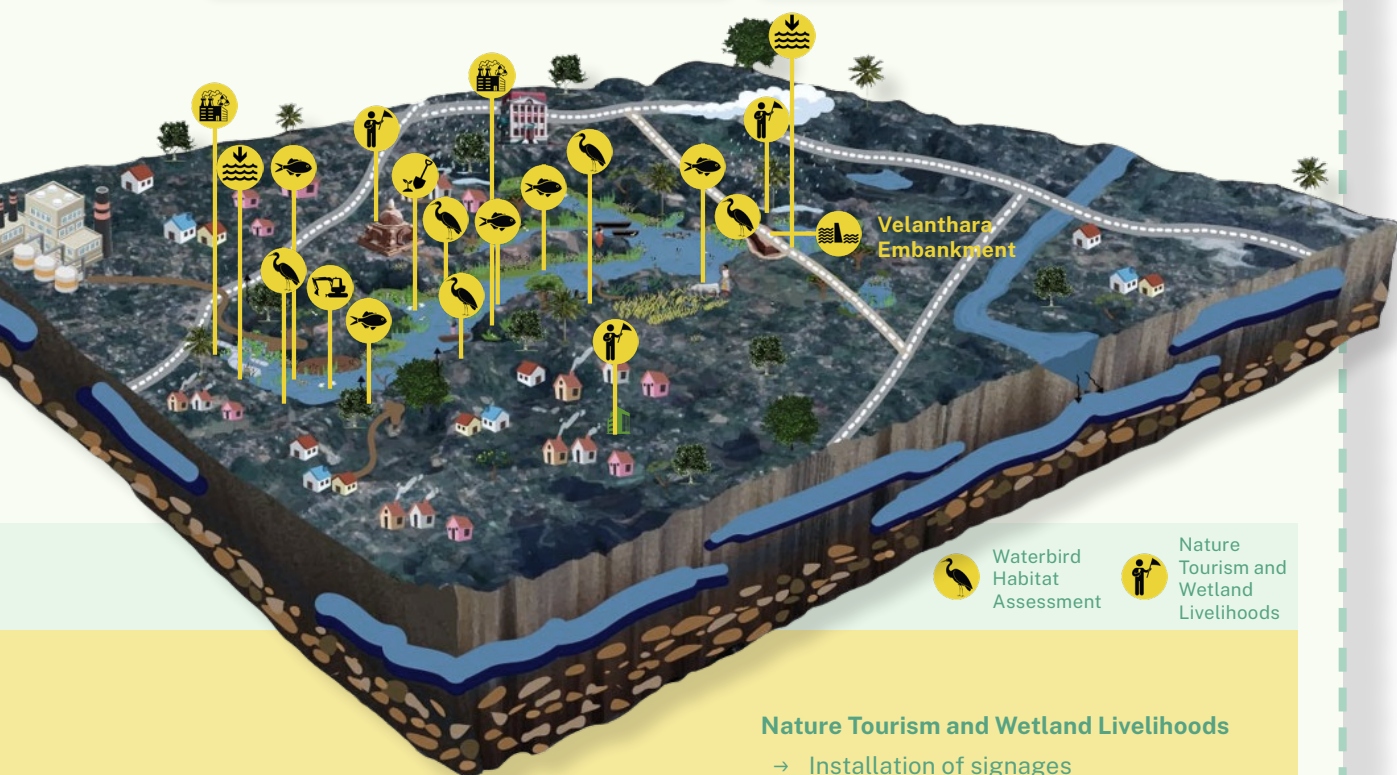 Velanthara
Embankment
Waterbird
Habitat
Assessment
Nature
Tourism and
Wetland
Livelihoods
Nature Tourism and Wetland Livelihoods
→ Installation of signages